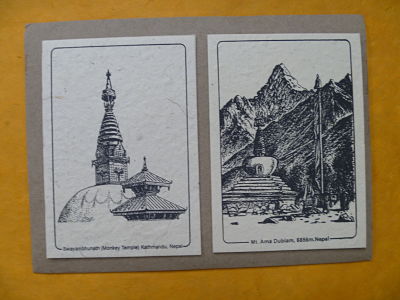 Swayambhunath (Monkey Temple) Kathmandu, Nepal
Mt. Ama Dublam, 6856m.Nepal